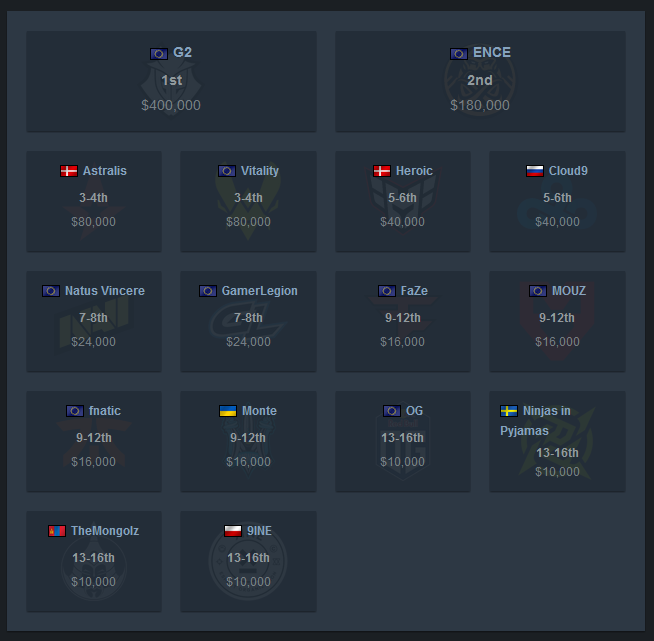 G2
1st
$400,000
ENCE
2nd
$180,000
Astralis
3-4th
$80,000
Vitality
3-4th
$80,000
Heroic
5-6th
$40,000
Cloud9
5-6th
$40,000
Natus Vincere
7-8th
$24,000
GamerLegion
7-8th
$24,000
FaZe
9-12th
$16,000
MOUZ
9-12th
$16,000
fnatic
9-12th
$16,000
Monte
9-12th
$16,000
OG
13-16th
$10,000
Ninjas in
Pyjamas
13-16th
$10,000
TheMongolz
13-16th
$10,000
9INE
13-16th
$10,000